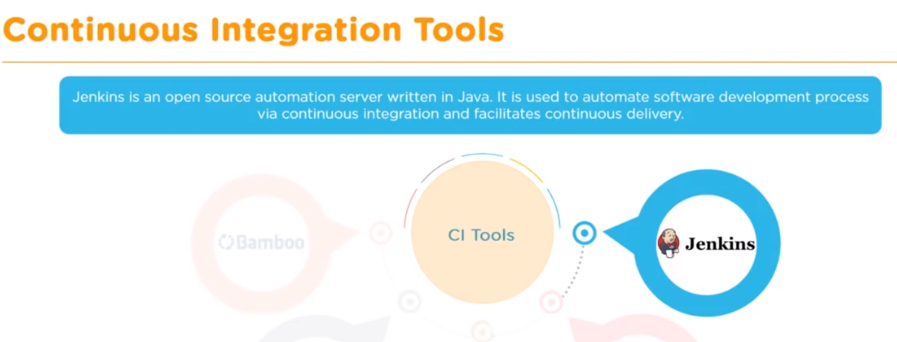 Continuous Integration Tools
Jenkins is an open source automation server written in Java. It is used to automate software development process
via continuous integration and facilitates continuous delivery.
Bamboo
CI Tools
Jenkins